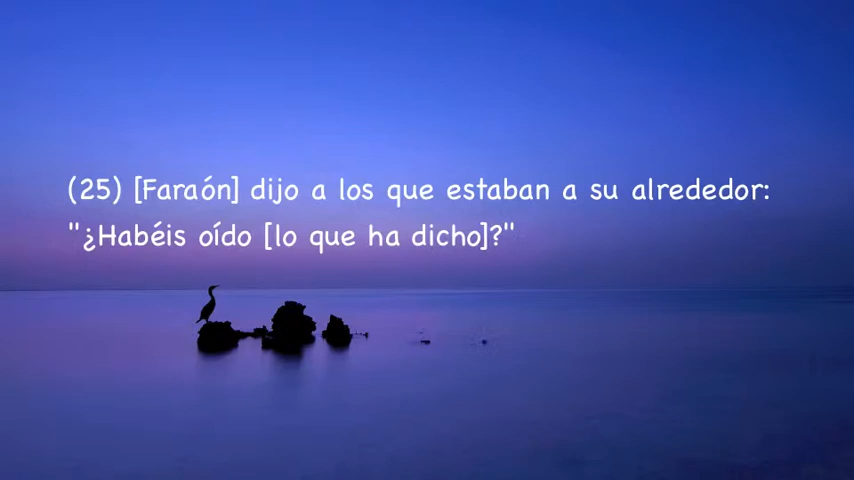 (25) [Faraón] dijo a los que estaban a su alrededor:
"¿Habéis oído [lo que ha dicho]?"